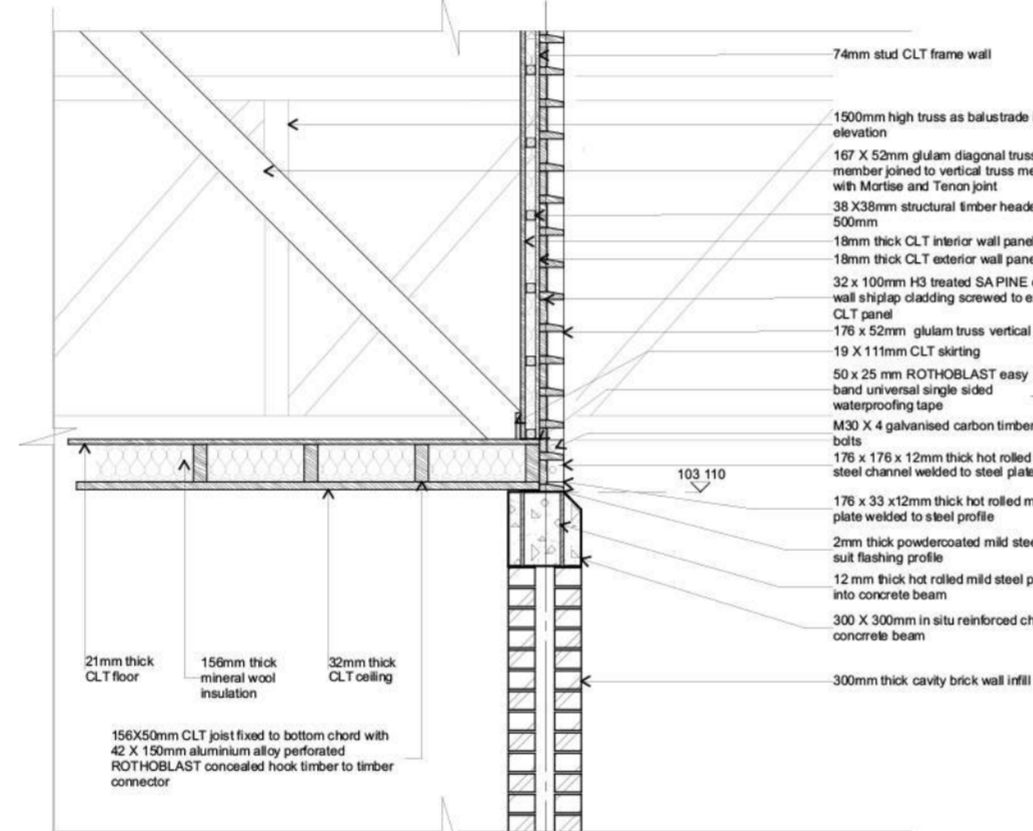 74mm stud CLT frame wall
1500mm high truss as balustrade
elevation
167 X 52mm glulam diagonal truss
member joined to vertical truss me
with Mortise and Tenon joint
38 X38mm structural timber heade
500mm
18mm thick CLT interior wall panel
18mm thick CLT exterior wall pane
32 x 100mm H3 treated SA PINE
wall shiplap cladding screwed to e
CLT panel
176 x 52mm glulam truss vertical
19 X 111mm CLT skirting
50 x 25 mm ROTHOBLAST easy
band universal single sided
waterproofing tape
M30 X 4 galvanised carbon timber
bolts
176 x 176 x 12mm thick hot rolled
steel channel welded to steel plate
103 110
176 x 33 x12mm thick hot rolled m
plate welded to steel profile
2mm thick powdercoated mild stee
suit flashing profile
12 mm thick hot rolled mild steel p
into concrete beam
300 X 300mm in situ reinforced ch
concrrete beam
300mm thick cavity brick wall infill
21mm thick
CLT floor
156mm thick
mineral wool
insulation
32mm thick
CLT ceiling
156X50mm CLT joist fixed to bottom chord with
42 X 150mm aluminium alloy perforated
ROTHOBLAST concealed hook timber to timber
connector